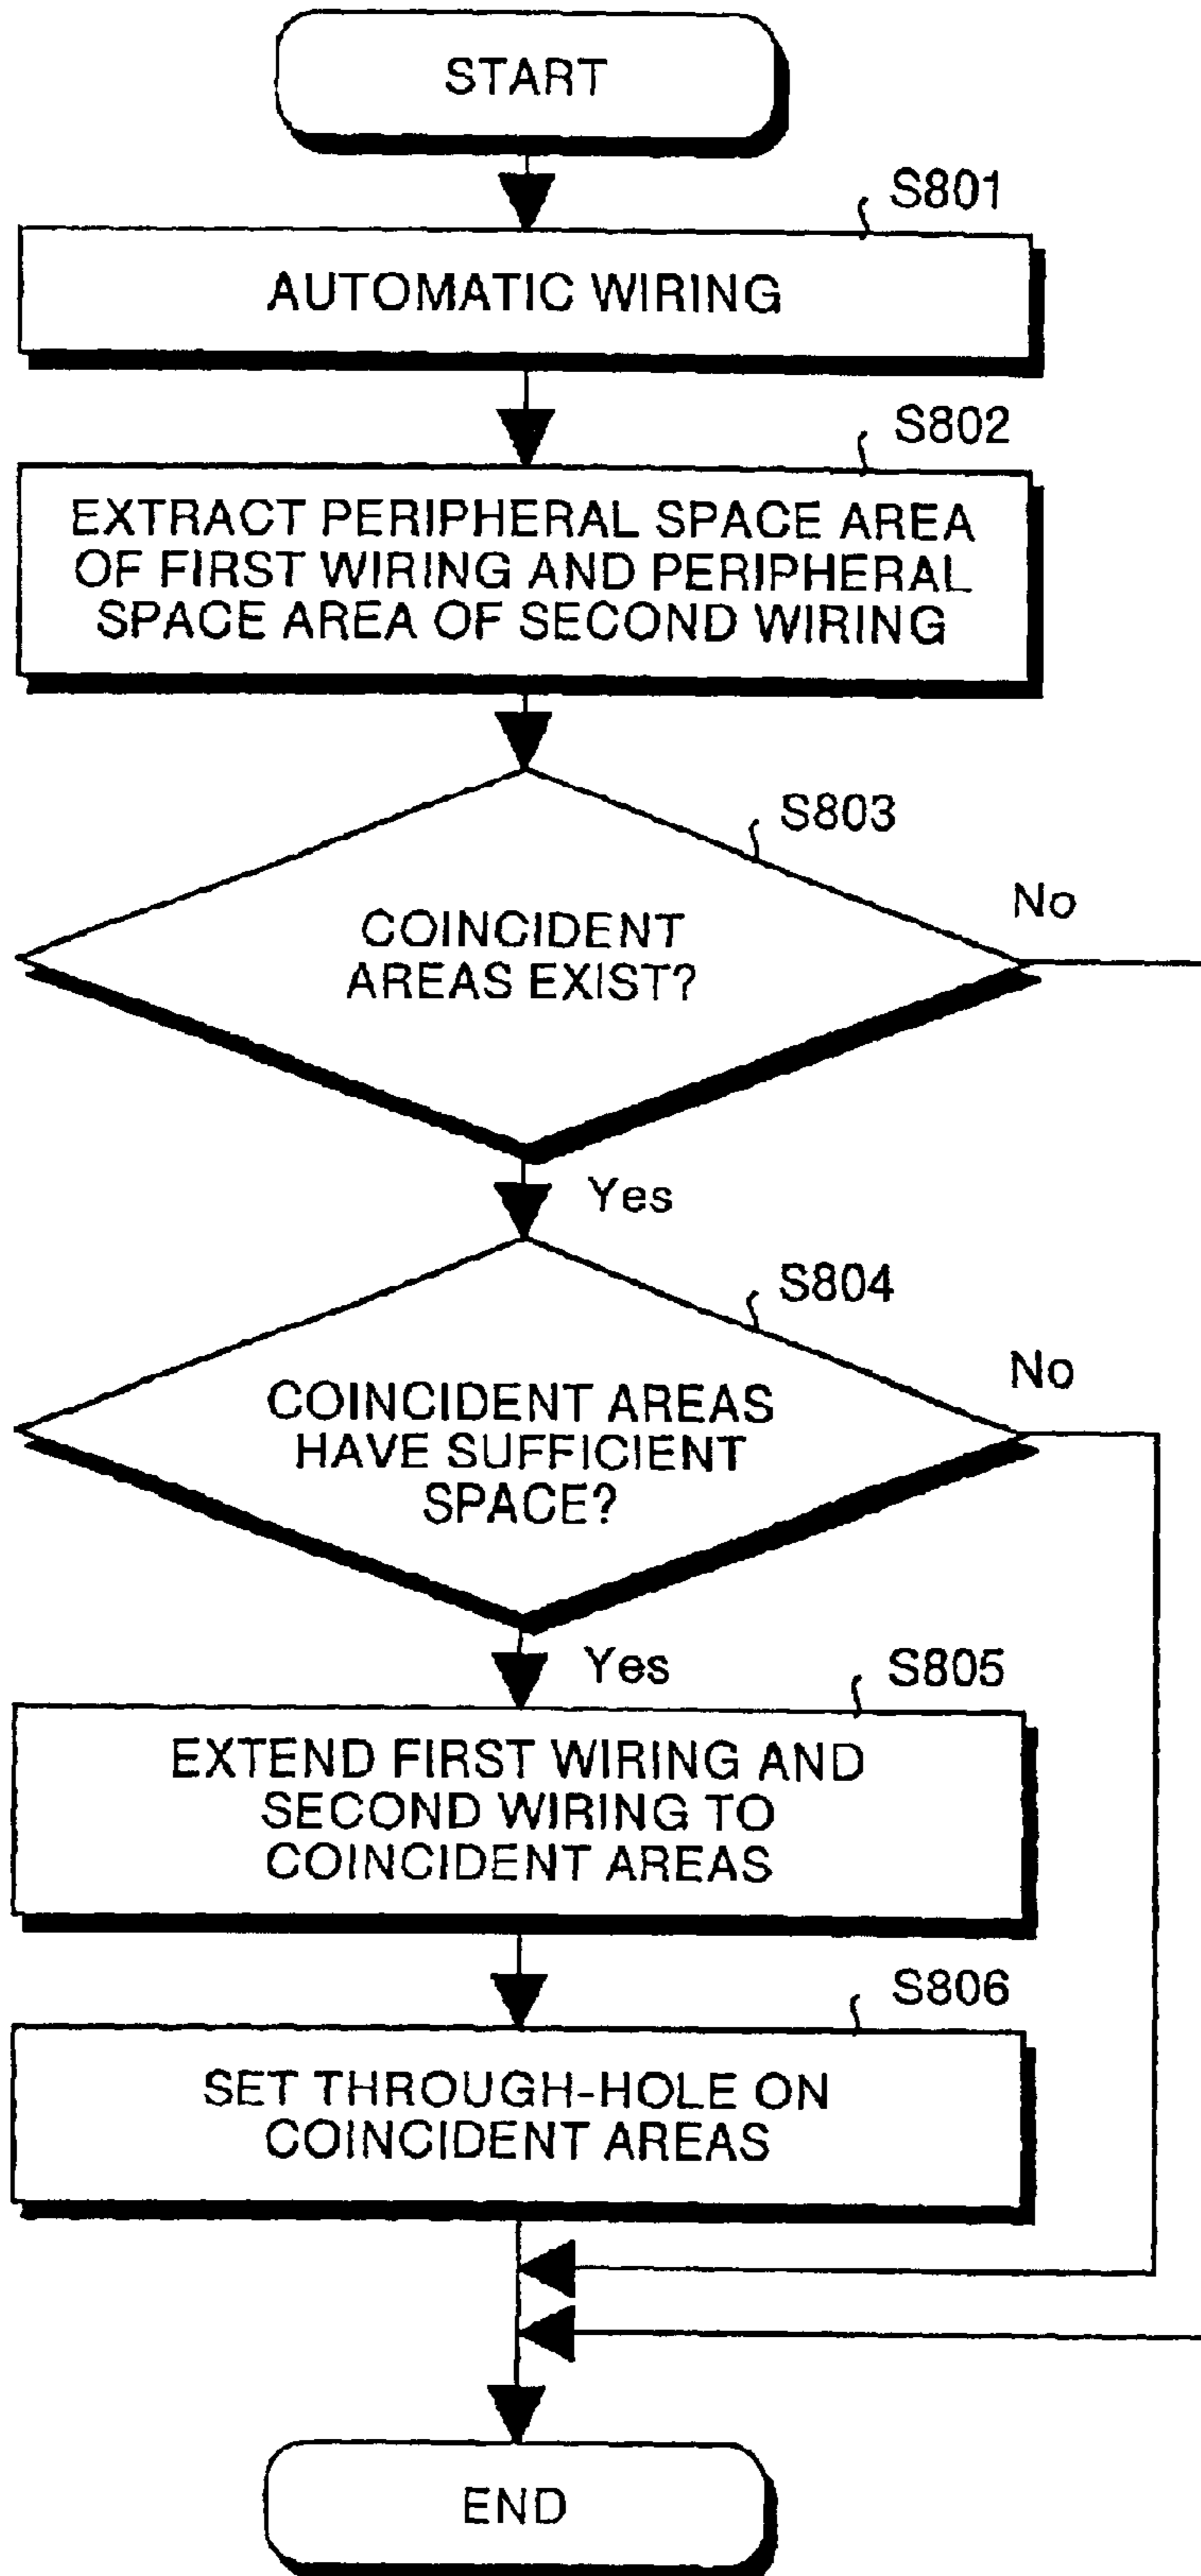 START
S801
AUTOMATIC WIRING
S802
EXTRACT PERIPHERAL SPACE AREA
OF FIRST WIRING AND PERIPHERAL
SPACE AREA OF SECOND WIRING
S803
COINCIDENT
AREAS EXIST?
No
Yes
S804
COINCIDENT AREAS
HAVE SUFFICIENT
SPACE?
No
Yes
S805
EXTEND FIRST WIRING AND
SECOND WIRING TO
COINCIDENT AREAS
S806
SET THROUGH-HOLE ON
COINCIDENT AREAS
END